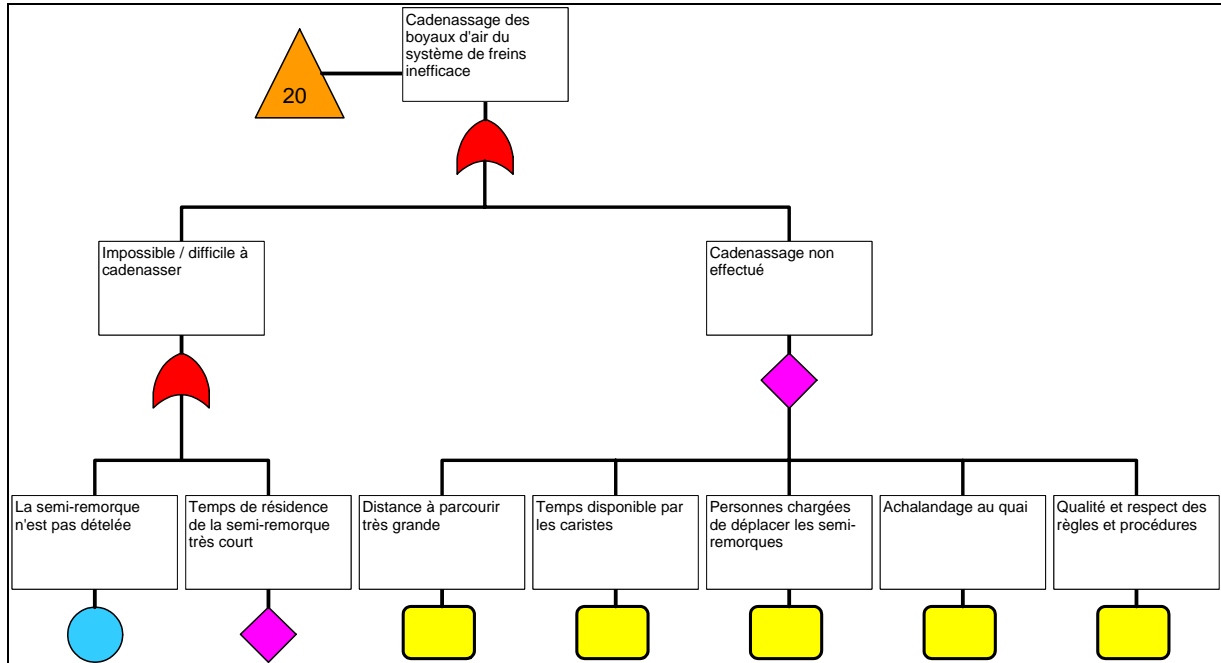 Cadenassage des
boyaux d'air du
système de freins
inefficace
20
Impossible / difficile à
cadenasser
Cadenassage non
effectué
La semi-remorque
n'est pas dételée
Temps de résidence
de la semi-remorque
très court
Distance à parcourir
très grande
Temps disponible par
les caristes
Personnes chargées
de déplacer les semi-
remorques
Achalandage au quai
Qualité et respect des
règles et procédures